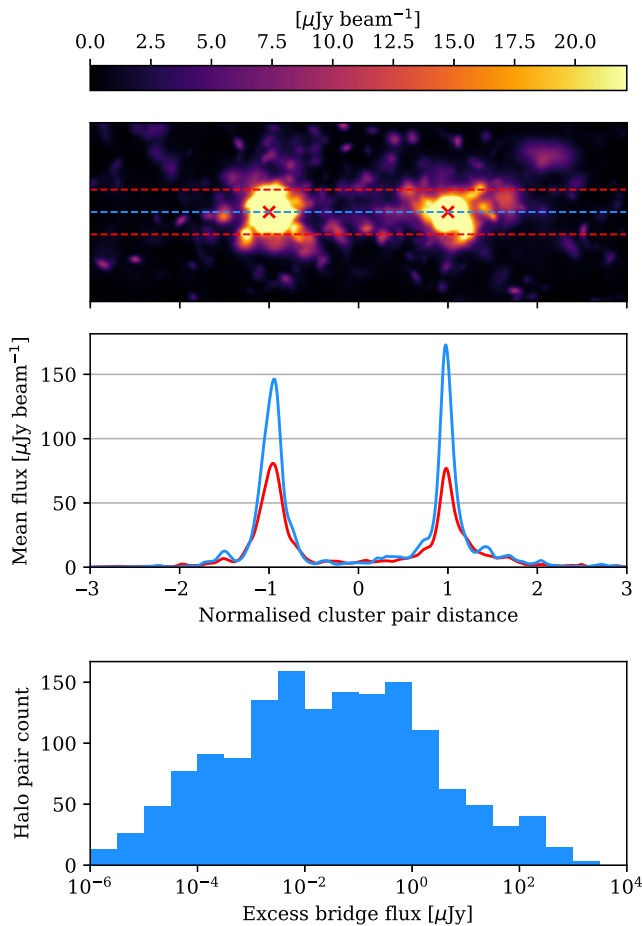 [μJy beam⁻¹]
0.0 2.5 5.0 7.5 10.0 12.5 15.0 17.5 20.0
Mean flux [μJy beam⁻¹]
150
100
50
0
−3 −2 −1 0 1 2 3
Normalised cluster pair distance
Halo pair count
150
100
50
0
10⁻⁶ 10⁻⁴ 10⁻² 10⁰ 10² 10⁴
Excess bridge flux [μJy]